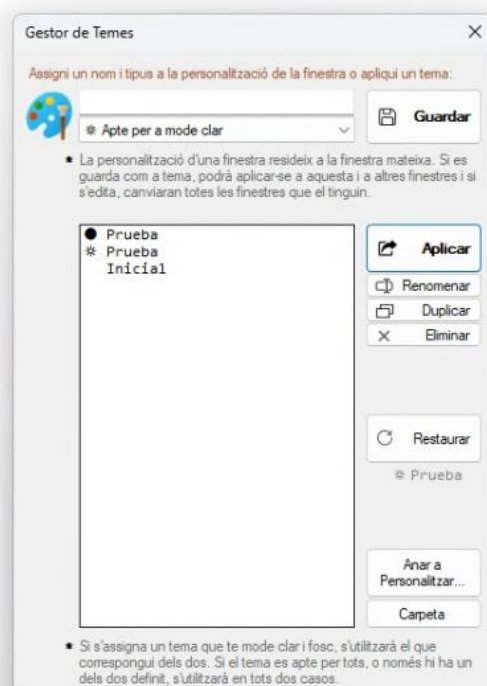 Gestor de Temes
Assigni un nom i tipus a la personalització de la finestra o apliqui un tema:
Guardar
Apte per a mode clar
* La personalització d'una finestra resideix a la finestra mateixa. Si es
guarda com a tema, podrà aplicar-se a aquesta i a altres finestres i si
s'edita, canviaran totes les finestres que el tinguin.
Prueba
Prueba
Inicial
Aplicar
Renomenar
Duplicar
Eliminar
Restaurar
Prueba
Anar a
Personalitzar...
Carpeta
* Si s'assigna un tema que te mode clar i fosc, s'utilitzarà el que
correspongui dels dos. Si el tema es apte per tots, o només hi ha un
dels dos definit, s'utilitzarà en tots dos casos.